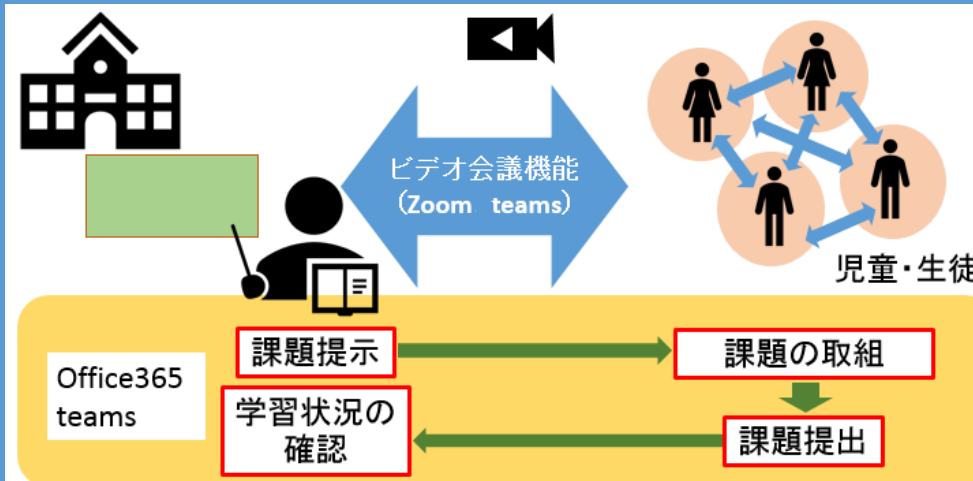 ビデオ会議機能
（Zoom teams）
児童・生徒
Office365
teams
課題提示
課題の取組
学習状況の
確認
課題提出